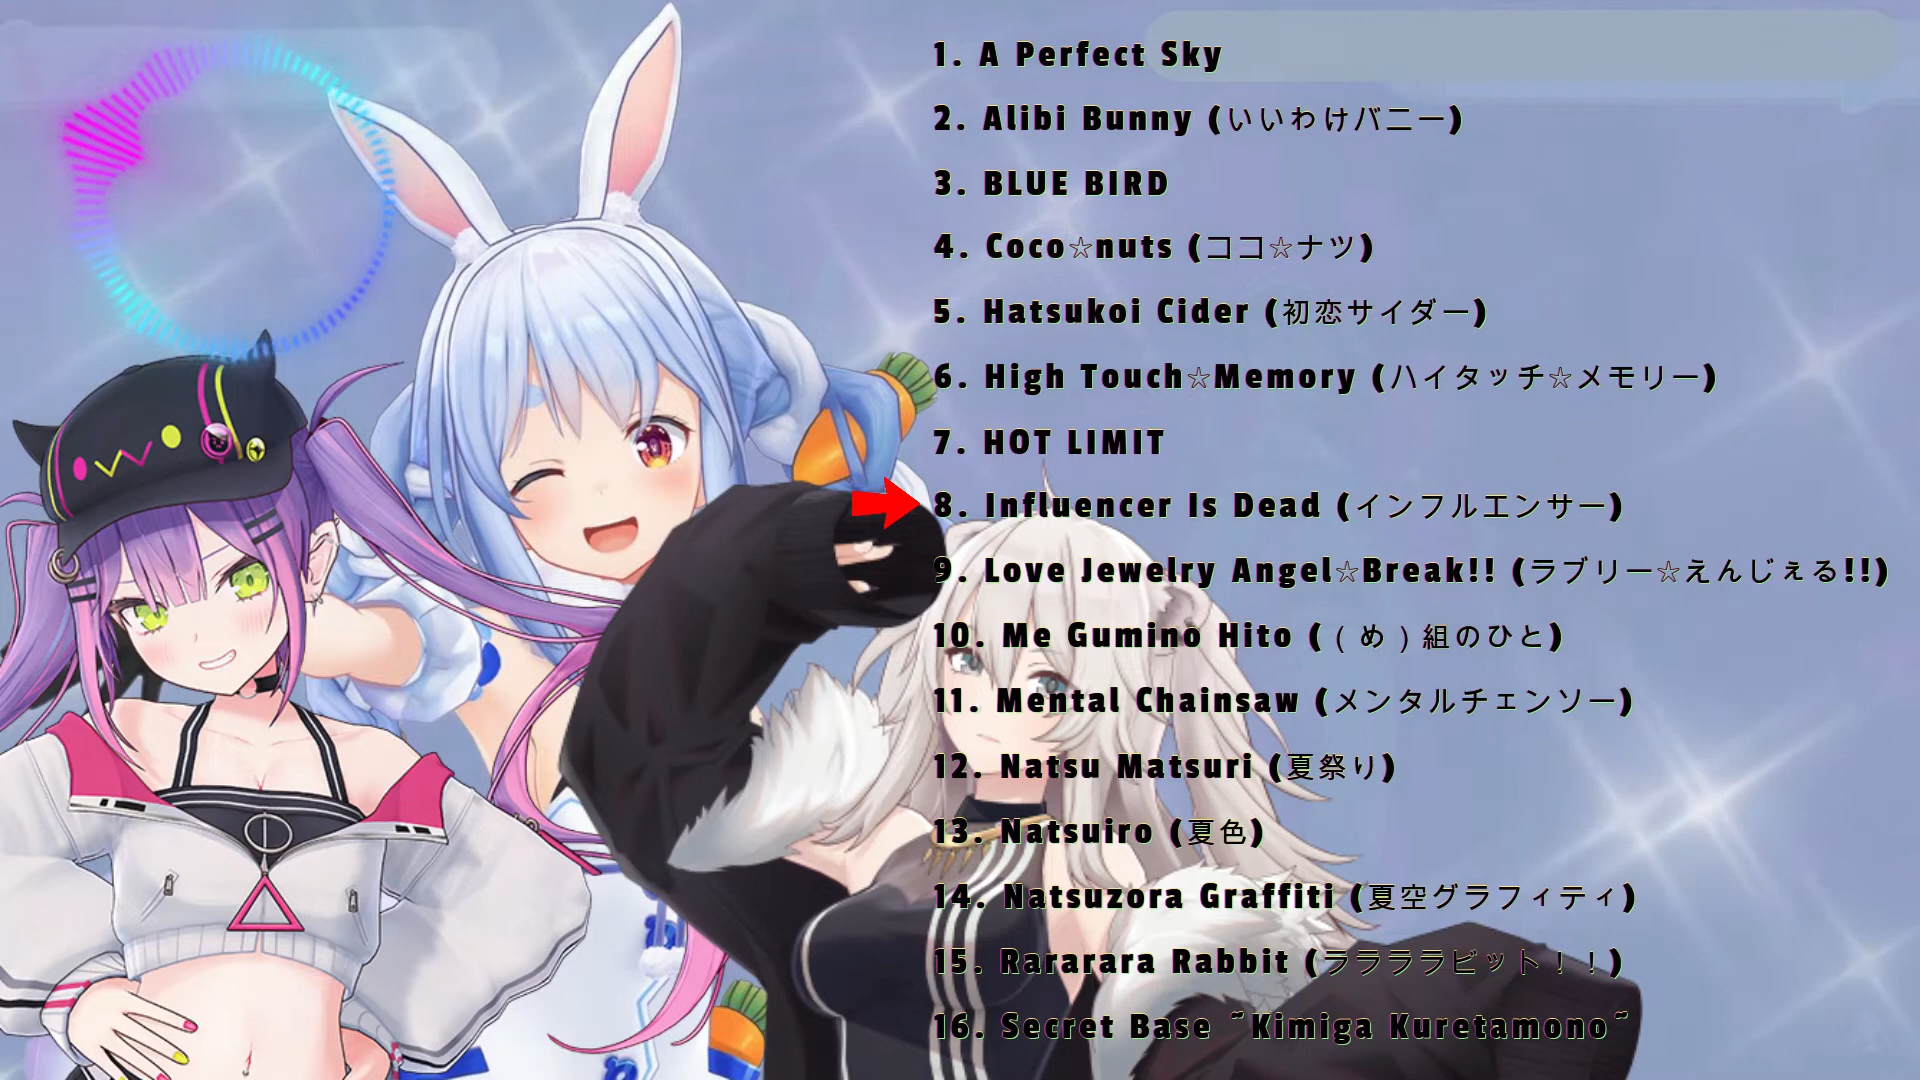 1. A Perfect Sky
2. Alibi Bunny (いいわけバニー)
3. BLUE BIRD
4. Coco☆nuts (ココ☆ナツ)
5. Hatsukoi Cider (初恋サイダー)
6. High Touch☆Memory (ハイタッチ☆メモリー)
7. HOT LIMIT
8. Influencer Is Dead (インフルエンサー)
9. Love Jewelry Angel☆Break!! (ラブリー☆えんじぇる!!)
10. Me Gumino Hito (（め）組のひと)
11. Mental Chainsaw (メンタルチェンソー)
12. Natsu Matsuri (夏祭り)
13. Natsuiro (夏色)
14. Natsuzora Graffiti (夏空グラフィティ)
15. Rararara Rabbit (ララララビット！！)
16. Secret Base ~Kimiga Kuretamono~